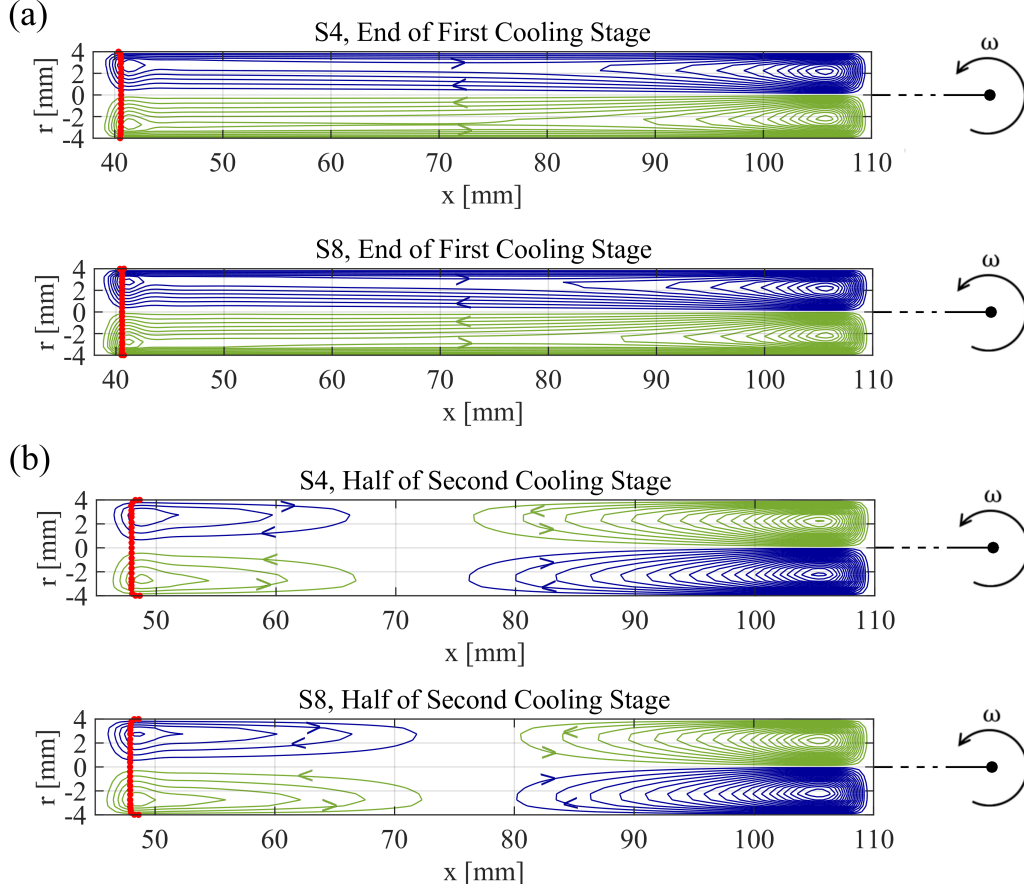 (a)
S4, End of First Cooling Stage
r [mm]
4
2
0
-2
-4
40 50 60 70 80 90 100 110
x [mm]
ω
S8, End of First Cooling Stage
r [mm]
4
2
0
-2
-4
40 50 60 70 80 90 100 110
x [mm]
ω
(b)
S4, Half of Second Cooling Stage
r [mm]
4
2
0
-2
-4
50 60 70 80 90 100 110
x [mm]
ω
S8, Half of Second Cooling Stage
r [mm]
4
2
0
-2
-4
50 60 70 80 90 100 110
x [mm]
ω